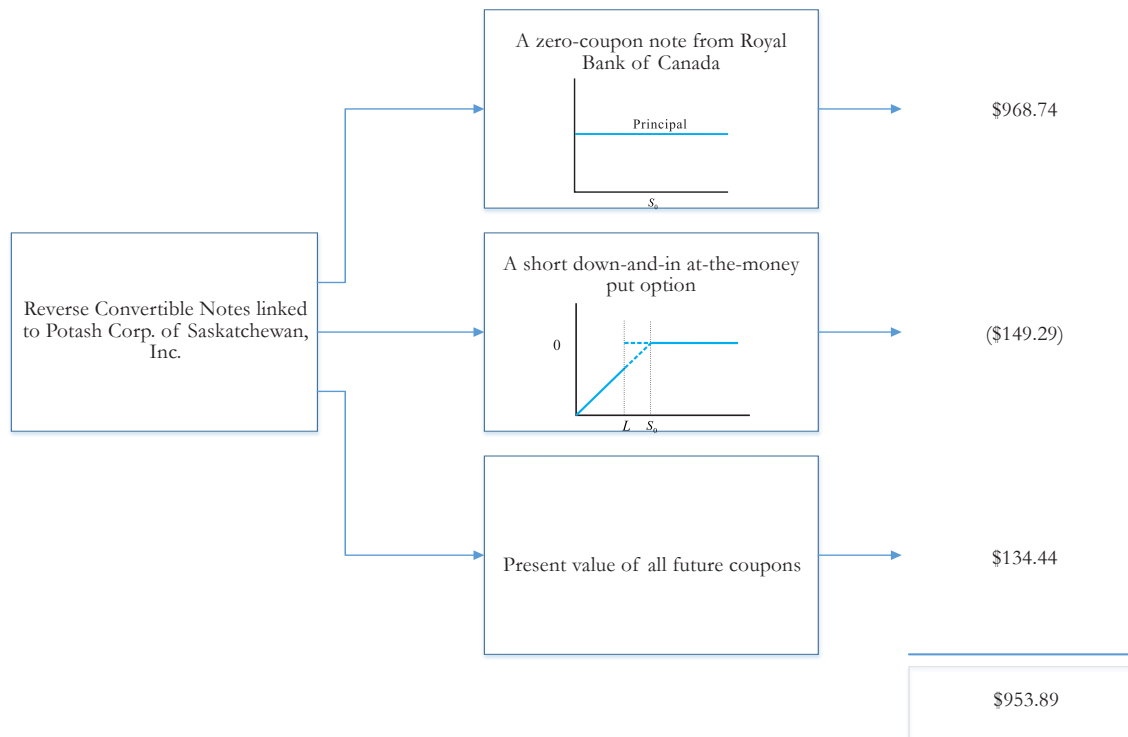 A zero-coupon note from Royal
Bank of Canada
Principal
S₀
$968.74
Reverse Convertible Notes linked
to Potash Corp. of Saskatchewan,
Inc.
A short down-and-in at-the-money
put option
0
L S₀
($149.29)
Present value of all future coupons
$134.44
$953.89